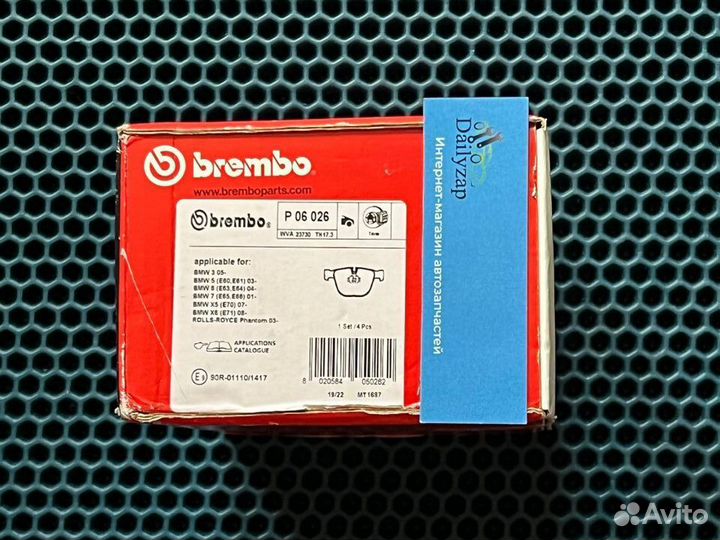 brembo
www.bremboparts.com
brembo®
P 06 026
WVA 23730 TH 17.3
applicable for:
BMW 3 05-
BMW 5 (E60,E61) 03-
BMW 6 (E63,E64) 04-
BMW 7 (E65,E66) 01-
BMW X5 (E70) 07-
BMW X6 (E71) 08-
ROLLS-ROYCE Phantom 03-
1 Set / 4 Pcs
APPLICATIONS
CATALOGUE
90R-01110/1417
8 020584 050262
19/22 MT1687
Dailyzap
Интернет-магазин автозапчастей
Avito